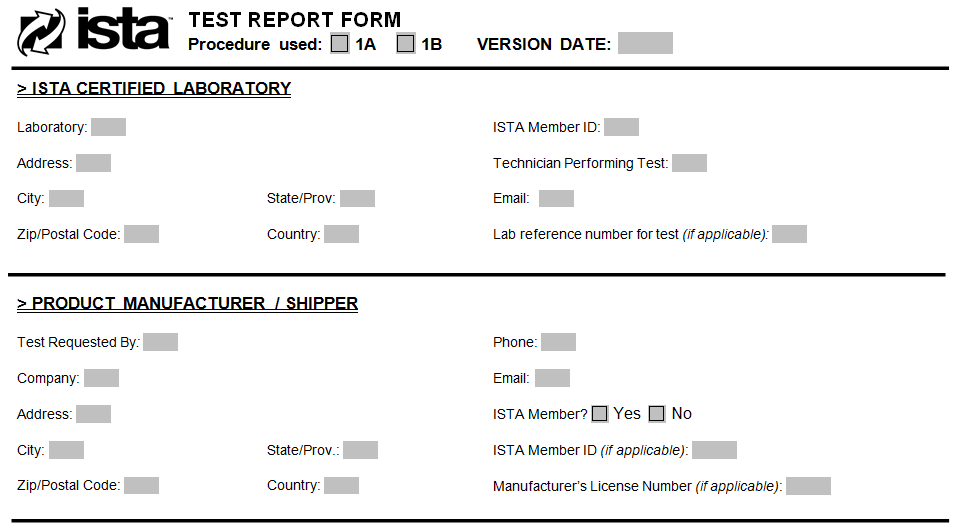 ista™ TEST REPORT FORM
Procedure used: 1A 1B VERSION DATE:
> ISTA CERTIFIED LABORATORY
Laboratory: ISTA Member ID:
Address: Technician Performing Test:
City: State/Prov: Email:
Zip/Postal Code: Country: Lab reference number for test (if applicable):
> PRODUCT MANUFACTURER / SHIPPER
Test Requested By: Phone:
Company: Email:
Address: ISTA Member? Yes No
City: State/Prov.: ISTA Member ID (if applicable):
Zip/Postal Code: Country: Manufacturer's License Number (if applicable):